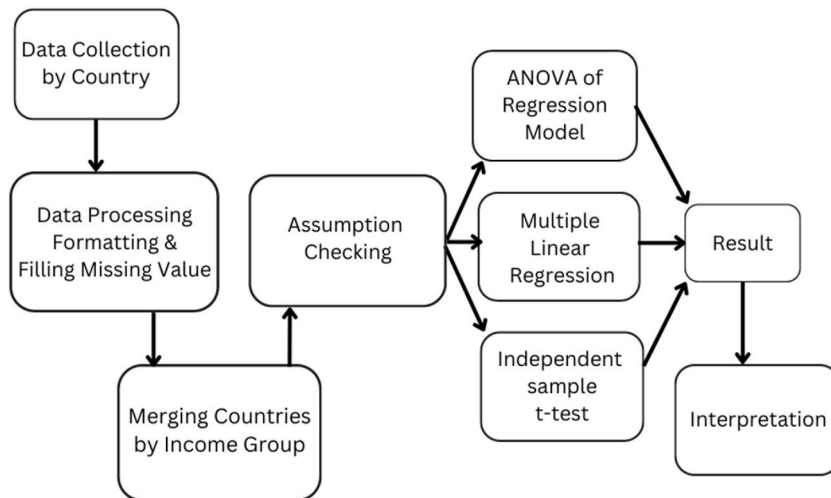 Data Collection
by Country
Data Processing
Formatting &
Filling Missing Value
Merging Countries
by Income Group
Assumption
Checking
ANOVA of
Regression
Model
Multiple
Linear
Regression
Independent
sample
t-test
Result
Interpretation